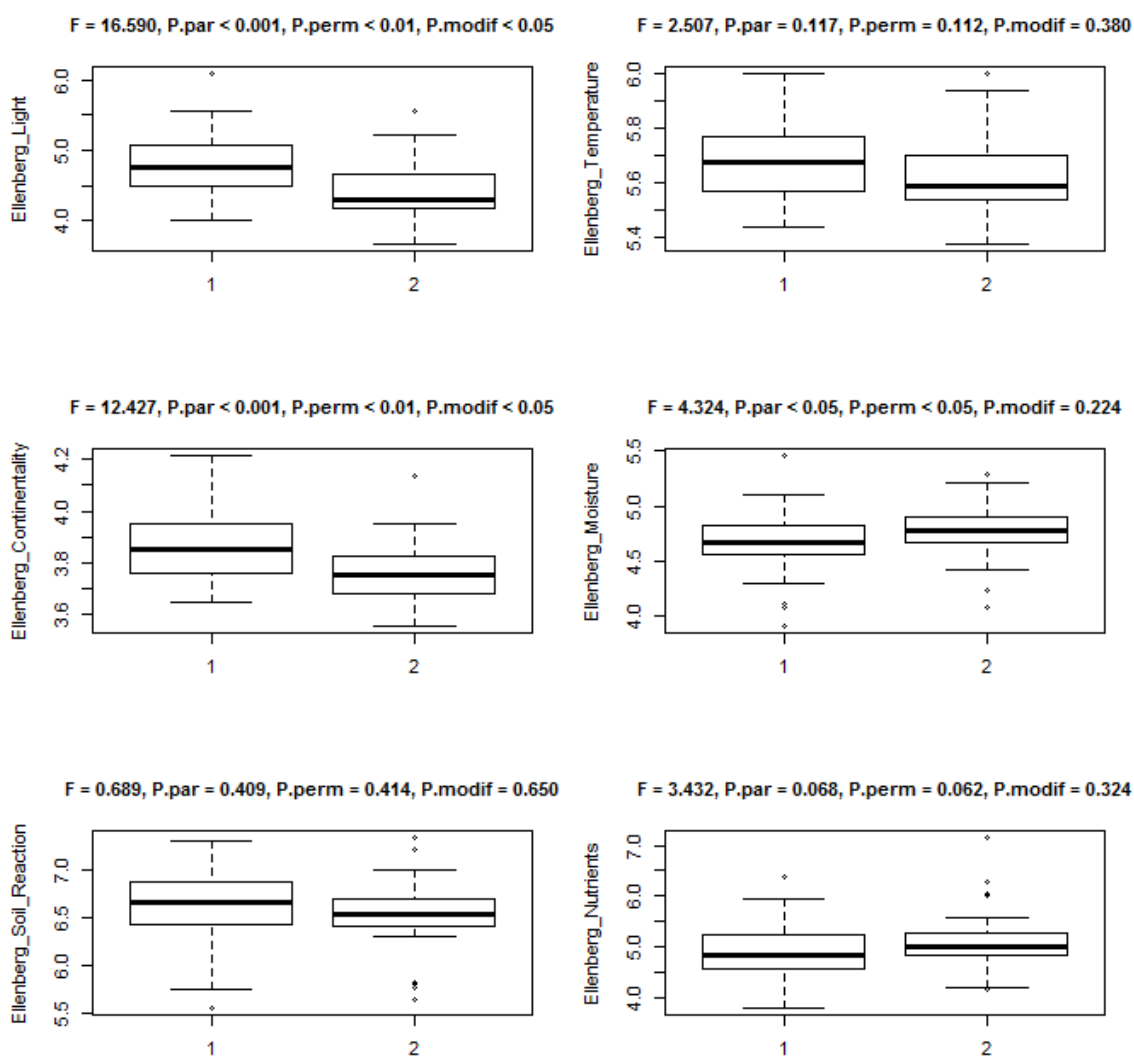 F = 16.590, P.par < 0.001, P.perm < 0.01, P.modif < 0.05
Ellenberg_Light
6.0
5.0
4.0
1 2
F = 2.507, P.par = 0.117, P.perm = 0.112, P.modif = 0.380
Ellenberg_Temperature
6.0
5.8
5.6
5.4
1 2
F = 12.427, P.par < 0.001, P.perm < 0.01, P.modif < 0.05
Ellenberg_Continentality
4.2
4.0
3.8
3.6
1 2
F = 4.324, P.par < 0.05, P.perm < 0.05, P.modif = 0.224
Ellenberg_Moisture
5.5
5.0
4.5
4.0
1 2
F = 0.689, P.par = 0.409, P.perm = 0.414, P.modif = 0.650
Ellenberg_Soil_Reaction
7.0
6.5
6.0
5.5
1 2
F = 3.432, P.par = 0.068, P.perm = 0.062, P.modif = 0.324
Ellenberg_Nutrients
7.0
6.0
5.0
4.0
1 2